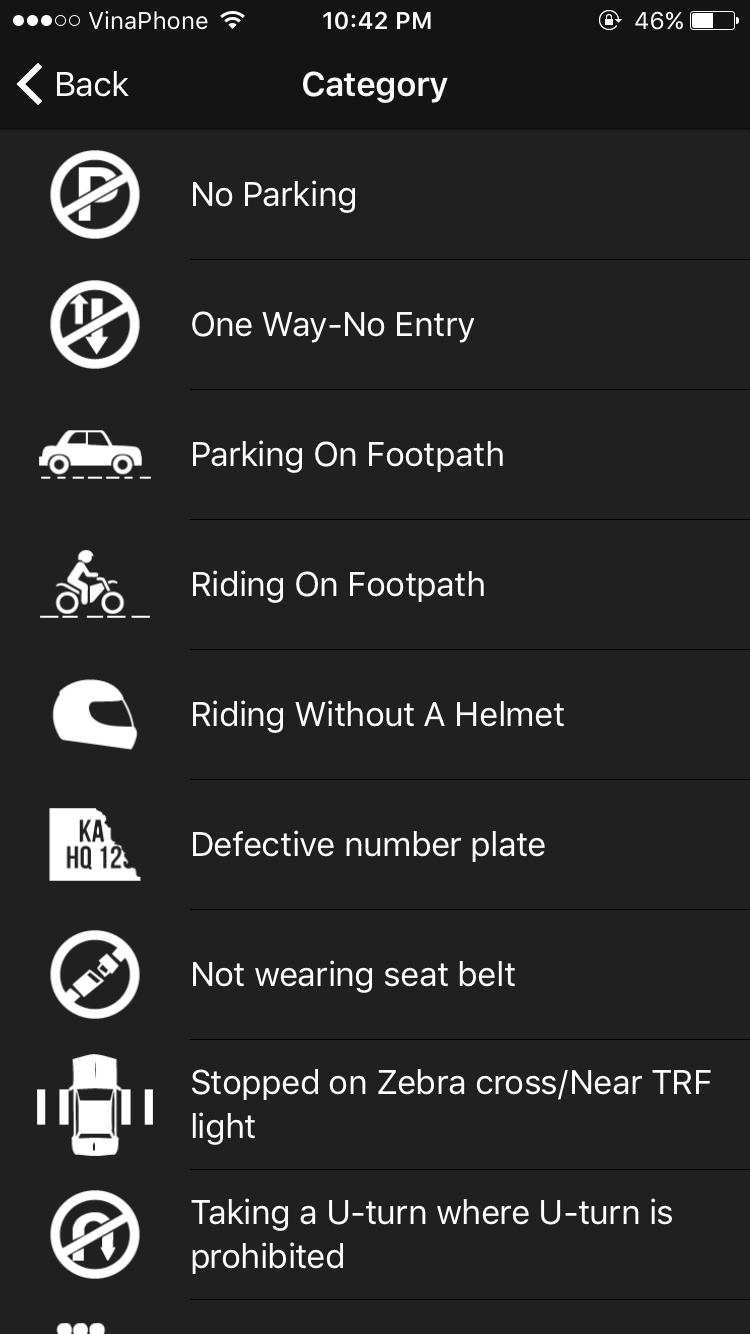 VinaPhone 10:42 PM 46%
Back Category
P
No Parking
One Way-No Entry
Parking On Footpath
Riding On Footpath
Riding Without A Helmet
KA
HQ 123
Defective number plate
Not wearing seat belt
Stopped on Zebra cross/Near TRF
light
Taking a U-turn where U-turn is
prohibited